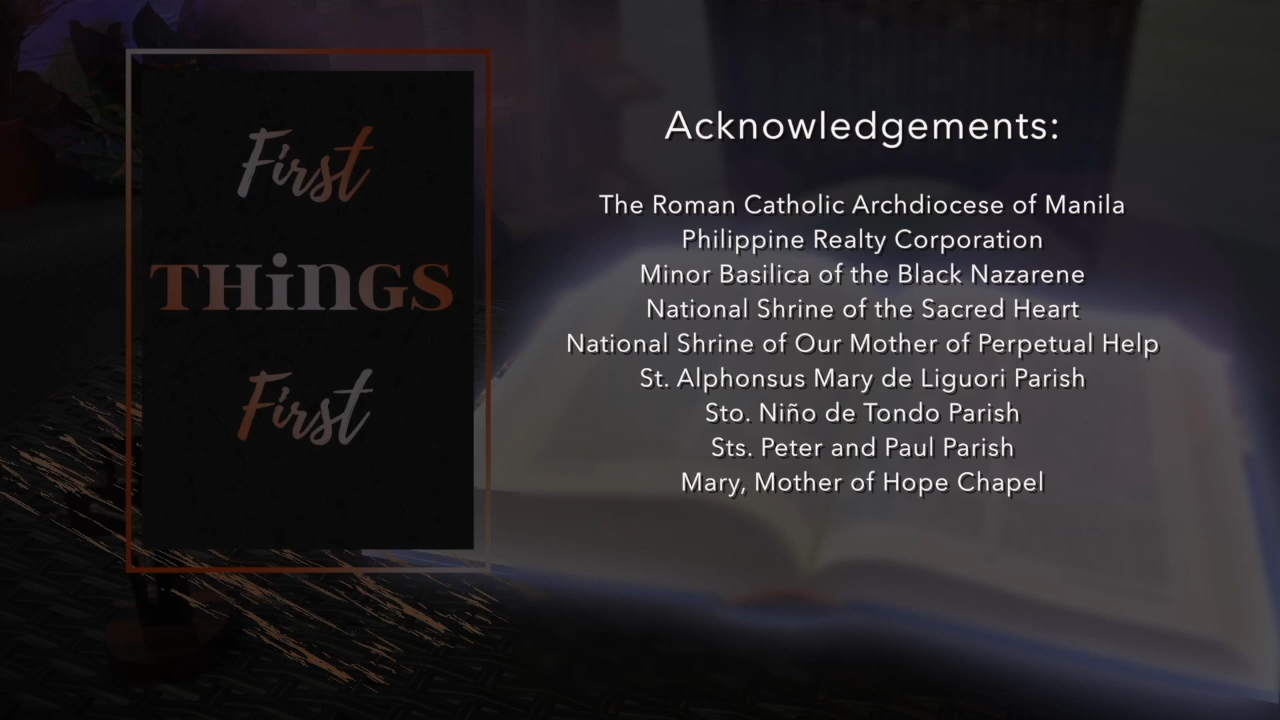 First
THiNGS
First
Acknowledgements:
The Roman Catholic Archdiocese of Manila
Philippine Realty Corporation
Minor Basilica of the Black Nazarene
National Shrine of the Sacred Heart
National Shrine of Our Mother of Perpetual Help
St. Alphonsus Mary de Liguori Parish
Sto. Niño de Tondo Parish
Sts. Peter and Paul Parish
Mary, Mother of Hope Chapel